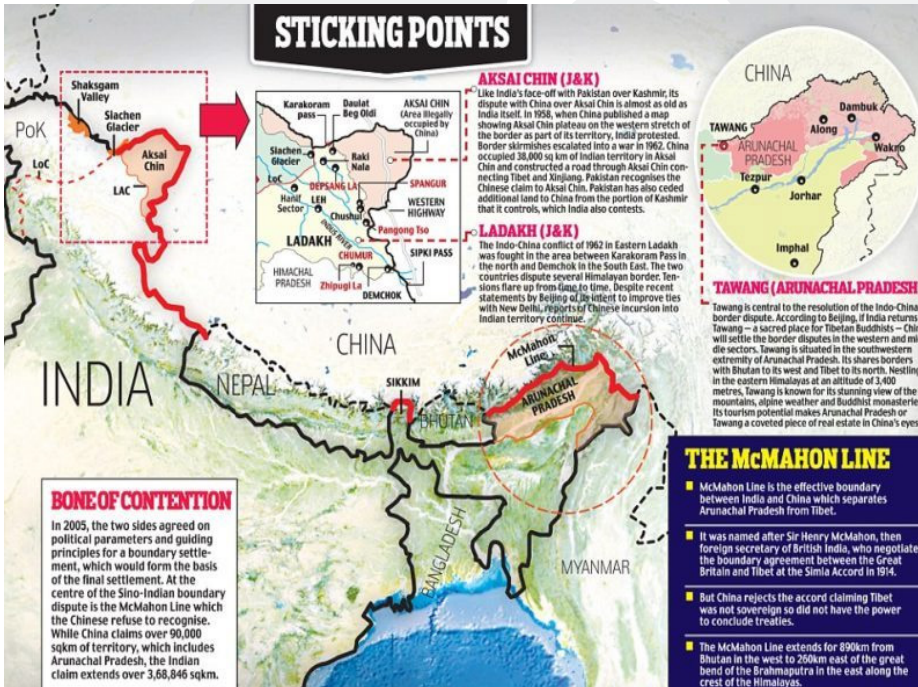 STICKING POINTS
Shaksgam
Valley
Siachen
Glacier
PoK
LoC
Aksai
Chin
LAC
Karakoram
pass
Daulat
Beg Oldi
AKSAI CHIN
(Area illegally
occupied by
China)
Siachen
Glacier
Raki
Nala
LoC
DEPSANG LA
SPANGUR
Hanif
Sector
LEH
WESTERN
HIGHWAY
Chushul
Pangong Tso
INDUS RIVER
LADAKH
SIPKI PASS
CHUMUR
HIMACHAL
PRADESH
Zhipugi La
DEMCHOK
AKSAI CHIN (J&K)
Like India's face-off with Pakistan over Kashmir, its
dispute with China over Aksai Chin is almost as old as
India itself. In 1958, when China published a map
showing Aksai Chin plateau on the western stretch of
the border as part of its territory, India protested.
Border skirmishes escalated into a war in 1962. China
occupied 38,000 sq km of Indian territory in Aksai
Chin and constructed a road through Aksai Chin con-
necting Tibet and Xinjiang. Pakistan recognises the
Chinese claim to Aksai Chin. Pakistan has also ceded
additional land to China from the portion of Kashmir
that it controls, which India also contests.
LADAKH (J&K)
The Indo-China conflict of 1962 in Eastern Ladakh
was fought in the area between Karakoram Pass in
the north and Demchok in the South East. The two
countries dispute several Himalayan border. Ten-
sions flare up from time to time. Despite recent
statements by Beijing of its intent to improve ties
with New Delhi, reports of Chinese incursion into
Indian territory continue.
CHINA
Dambuk
TAWANG
Along
ARUNACHAL
PRADESH
Wakro
Tezpur
Jorhar
Imphal
TAWANG (ARUNACHAL PRADESH
Tawang is central to the resolution of the Indo-China
border dispute. According to Beijing, if India returns
Tawang – a sacred place for Tibetan Buddhists – Chi
will settle the border disputes in the western and mi
dle sectors. Tawang is situated in the southwestern
extremity of Arunachal Pradesh. Its shares borders
with Bhutan to its west and Tibet to its north. Nestling
in the eastern Himalayas at an altitude of 3,400
metres, Tawang is known for its stunning view of the
mountains, alpine weather and Buddhist monasterie
Its tourism potential makes Arunachal Pradesh or
Tawang a coveted piece of real estate in China's eyes
INDIA
NEPAL
CHINA
SIKKIM
BHUTAN
McMahon
Line
ARUNACHAL
PRADESH
BANGLADESH
MYANMAR
BONE OF CONTENTION
In 2005, the two sides agreed on
political parameters and guiding
principles for a boundary settle-
ment, which would form the basis
of the final settlement. At the
centre of the Sino-Indian boundary
dispute is the McMahon Line which
the Chinese refuse to recognise.
While China claims over 90,000
sqkm of territory, which includes
Arunachal Pradesh, the Indian
claim extends over 3,68,846 sqkm.
THE McMAHON LINE
McMahon Line is the effective boundary
between India and China which separates
Arunachal Pradesh from Tibet.
It was named after Sir Henry McMahon, then
foreign secretary of British India, who negotiate
the boundary agreement between the Great
Britain and Tibet at the Simla Accord in 1914.
But China rejects the accord claiming Tibet
was not sovereign so did not have the power
to conclude treaties.
The McMahon Line extends for 890km from
Bhutan in the west to 260km east of the great
bend of the Brahmaputra in the east along the
crest of the Himalayas.